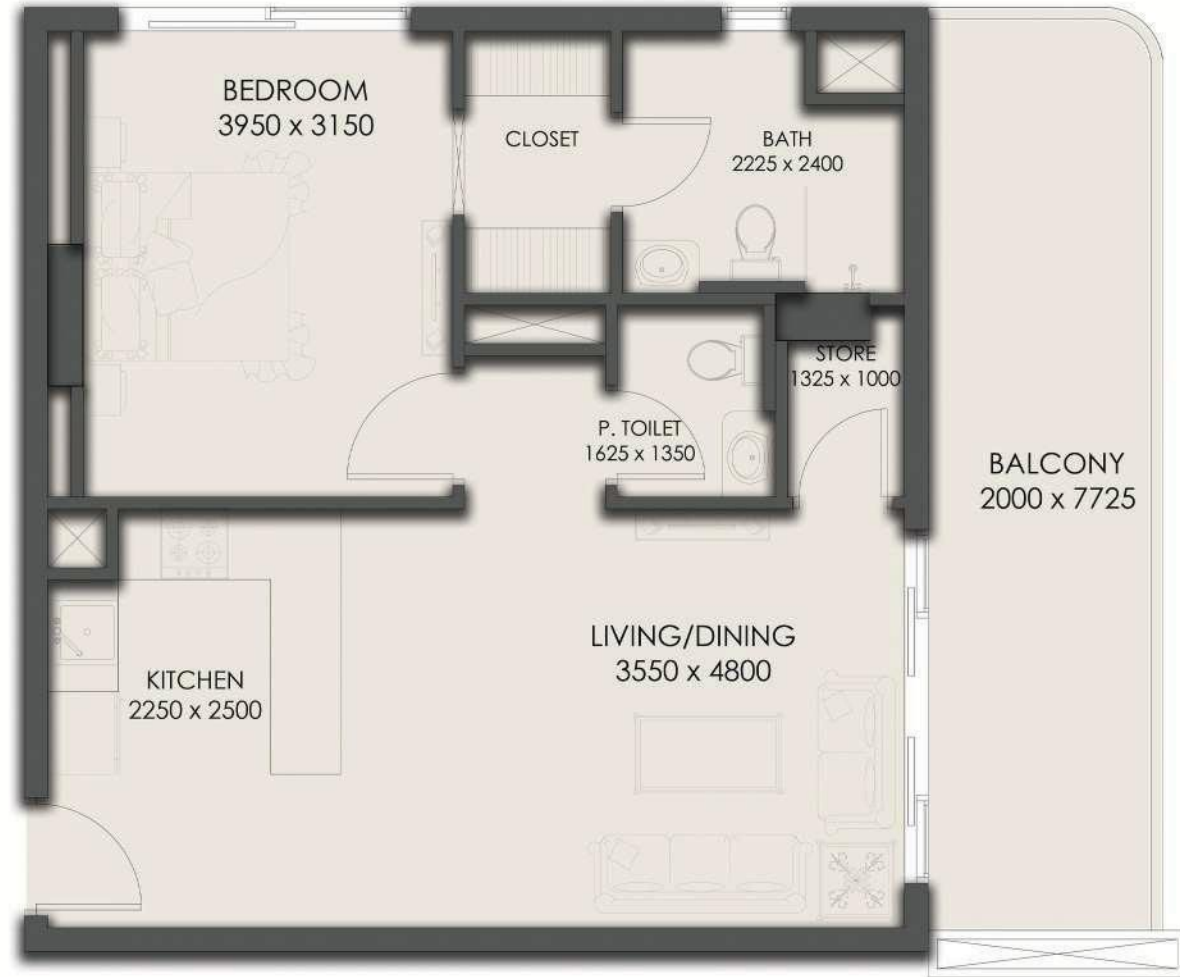 BEDROOM
3950 x 3150
CLOSET
BATH
2225 x 2400
STORE
1325 x 1000
P. TOILET
1625 x 1350
BALCONY
2000 x 7725
LIVING/DINING
3550 x 4800
KITCHEN
2250 x 2500